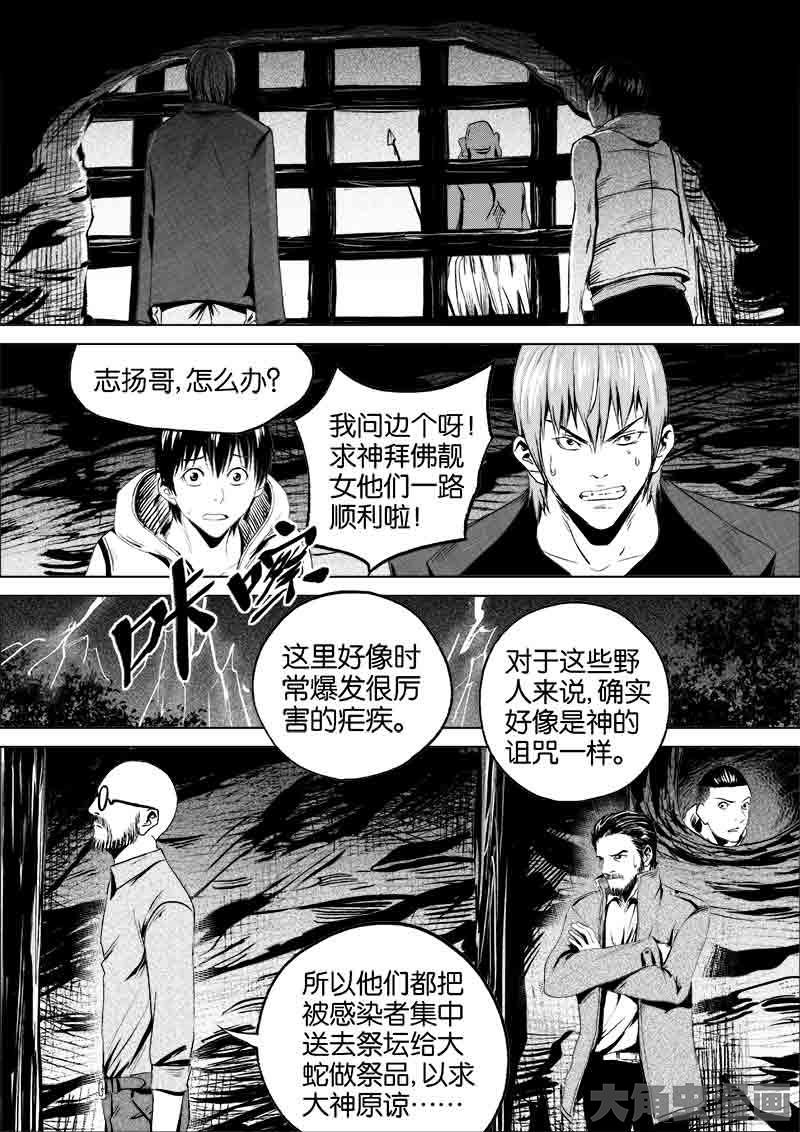 志扬哥,怎么办?
我问边个呀!
求神拜佛靓
女他们一路
顺利啦!
咔嚓
这里好像时
常爆发很厉
害的疟疾。
对于这些野
人来说,确实
好像是神的
诅咒一样。
所以他们都把
被感染者集中
送去祭坛给大
蛇做祭品,以求
大神原谅……
大角虫漫画